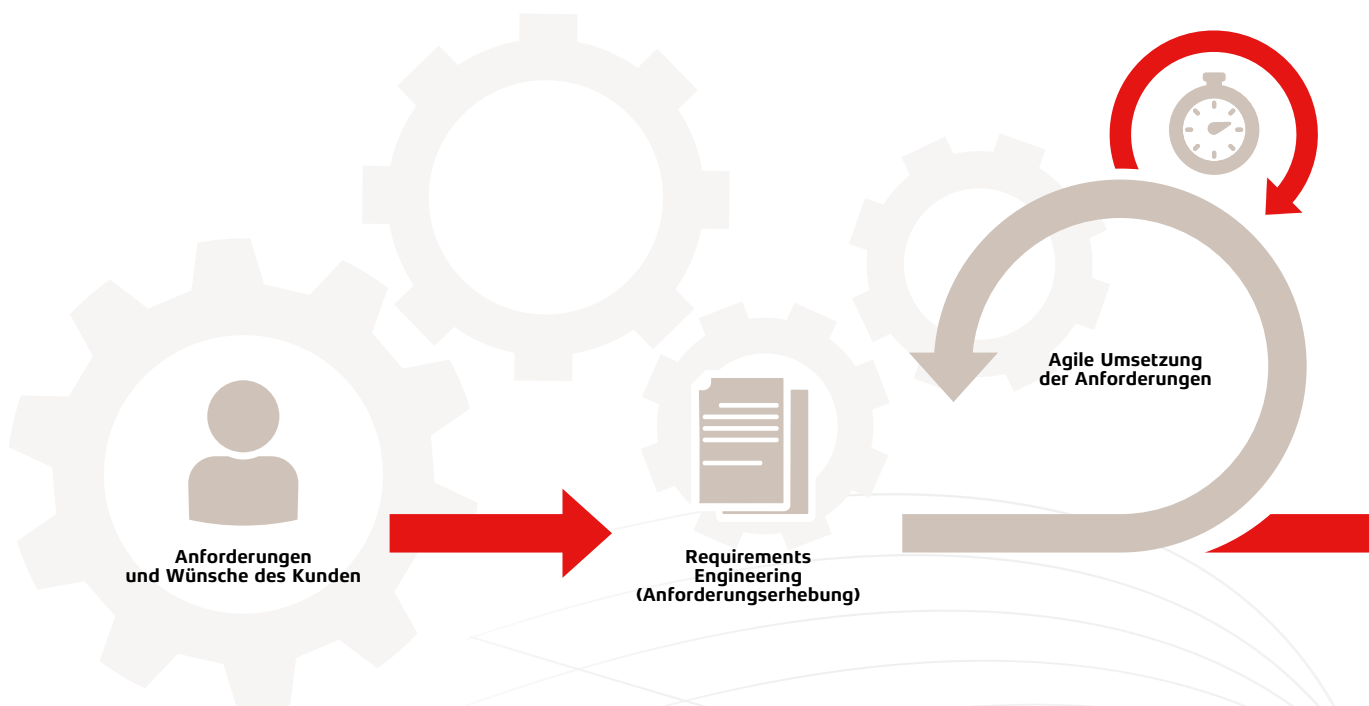 Anforderungen
und Wünsche des Kunden
Requirements
Engineering
(Anforderungserhebung)
Agile Umsetzung
der Anforderungen